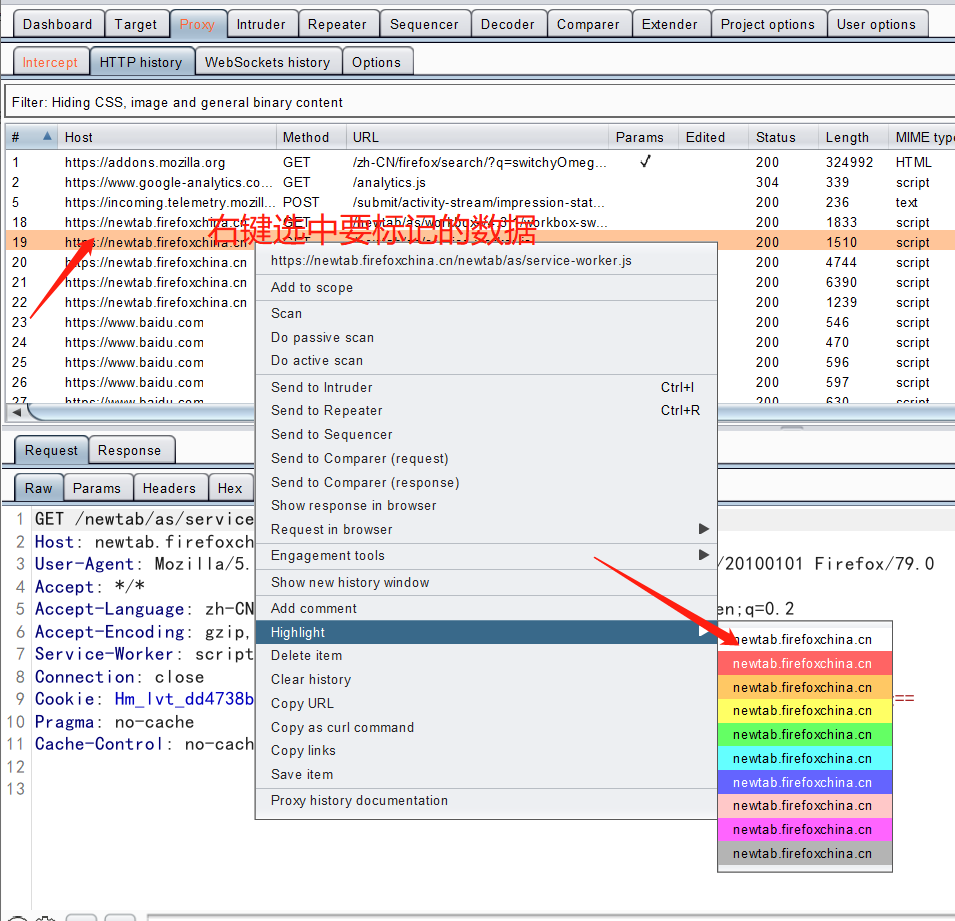 Dashboard Target Proxy Intruder Repeater Sequencer Decoder Comparer Extender Project options User options
Intercept HTTP history WebSockets history Options
Filter: Hiding CSS, image and general binary content
# Host Method URL Params Edited Status Length MIME type
1 https://addons.mozilla.org GET /zh-CN/firefox/search/?q=switchyOmeg... ✓ 200 324992 HTML
2 https://www.google-analytics.co... GET /analytics.js 304 339 script
5 https://incoming.telemetry.mozill... POST /submit/activity-stream/impression-stat... 200 236 text
18 https://newtab.firefoxchina.cn GET 200 1833 script
右键选中要标记的数据
19 https://newtab.firefoxchina.cn GET 200 1510 script
20 https://newtab.firefoxchina.cn 200 4744 script
21 https://newtab.firefoxchina.cn 200 6390 script
22 https://newtab.firefoxchina.cn 200 1239 script
23 https://www.baidu.com 200 546 script
24 https://www.baidu.com 200 470 script
25 https://www.baidu.com 200 596 script
26 https://www.baidu.com 200 597 script
27 https://www.baidu.com 200 630 script
https://newtab.firefoxchina.cn/newtab/as/service-worker.js
Add to scope
Scan
Do passive scan
Do active scan
Send to Intruder Ctrl+I
Send to Repeater Ctrl+R
Send to Sequencer
Send to Comparer (request)
Send to Comparer (response)
Show response in browser
Request in browser
Engagement tools
Show new history window
Add comment
Highlight
Delete item
Clear history
Copy URL
Copy as curl command
Copy links
Save item
Proxy history documentation
newtab.firefoxchina.cn
newtab.firefoxchina.cn
newtab.firefoxchina.cn
newtab.firefoxchina.cn
newtab.firefoxchina.cn
newtab.firefoxchina.cn
newtab.firefoxchina.cn
newtab.firefoxchina.cn
newtab.firefoxchina.cn
newtab.firefoxchina.cn
Request Response
Raw Params Headers Hex
1 GET /newtab/as/service
2 Host: newtab.firefoxch
3 User-Agent: Mozilla/5. /20100101 Firefox/79.0
4 Accept: */*
5 Accept-Language: zh-CN en;q=0.2
6 Accept-Encoding: gzip,
7 Service-Worker: script
8 Connection: close
9 Cookie: Hm_lvt_dd4738b ==
10 Pragma: no-cache
11 Cache-Control: no-cach
12
13